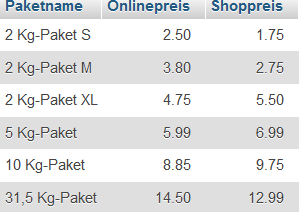 Paketname Onlinepreis Shoppreis
2 Kg-Paket S 2.50 1.75
2 Kg-Paket M 3.80 2.75
2 Kg-Paket XL 4.75 5.50
5 Kg-Paket 5.99 6.99
10 Kg-Paket 8.85 9.75
31,5 Kg-Paket 14.50 12.99